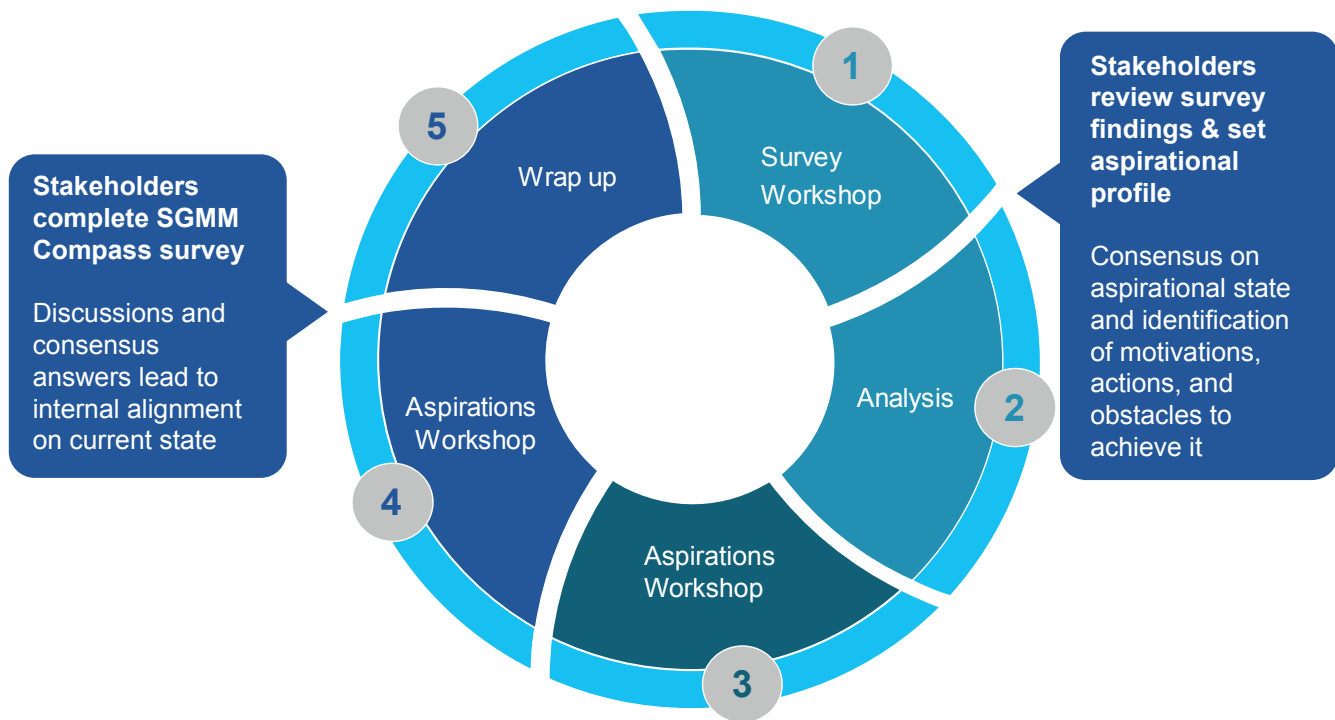 1
Survey
Workshop
Stakeholders
review survey
findings & set
aspirational
profile
Consensus on
aspirational state
and identification
of motivations,
actions, and
obstacles to
achieve it
2
Analysis
3
Aspirations
Workshop
4
Aspirations
Workshop
Stakeholders
complete SGMM
Compass survey
Discussions and
consensus
answers lead to
internal alignment
on current state
5
Wrap up